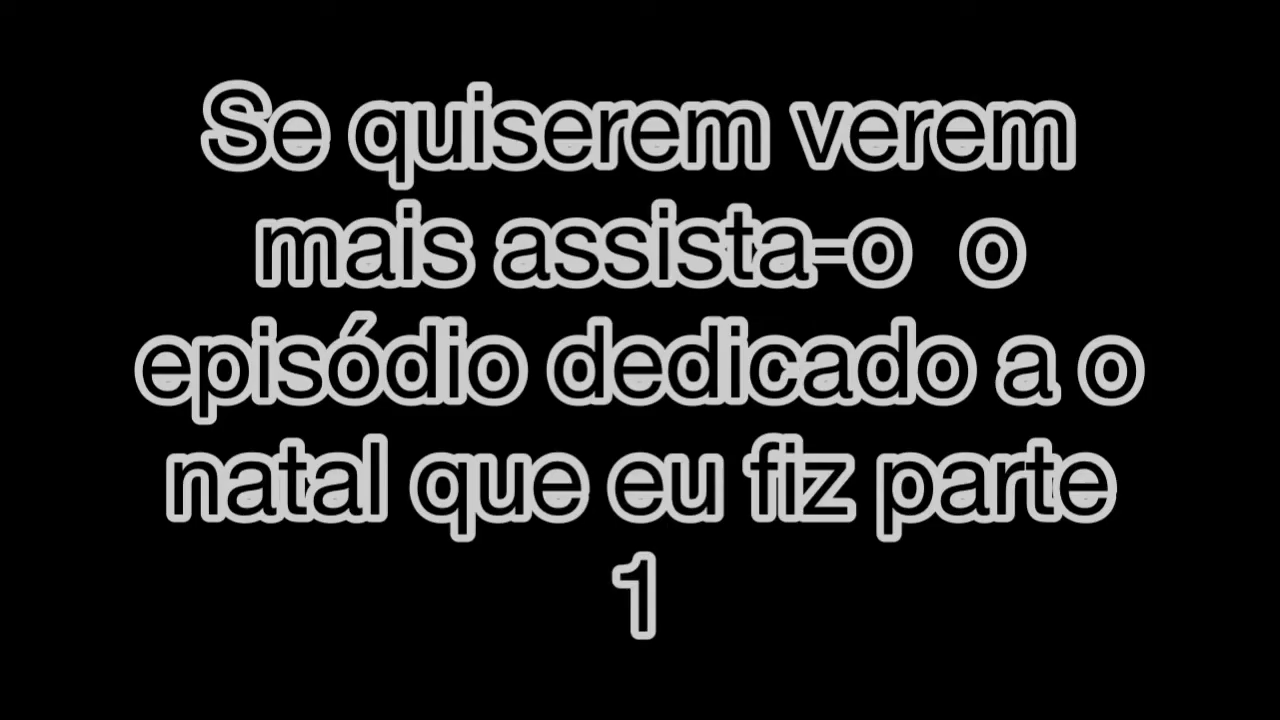 Se quiserem verem
mais assista-o  o
episódio dedicado a o
natal que eu fiz parte
1